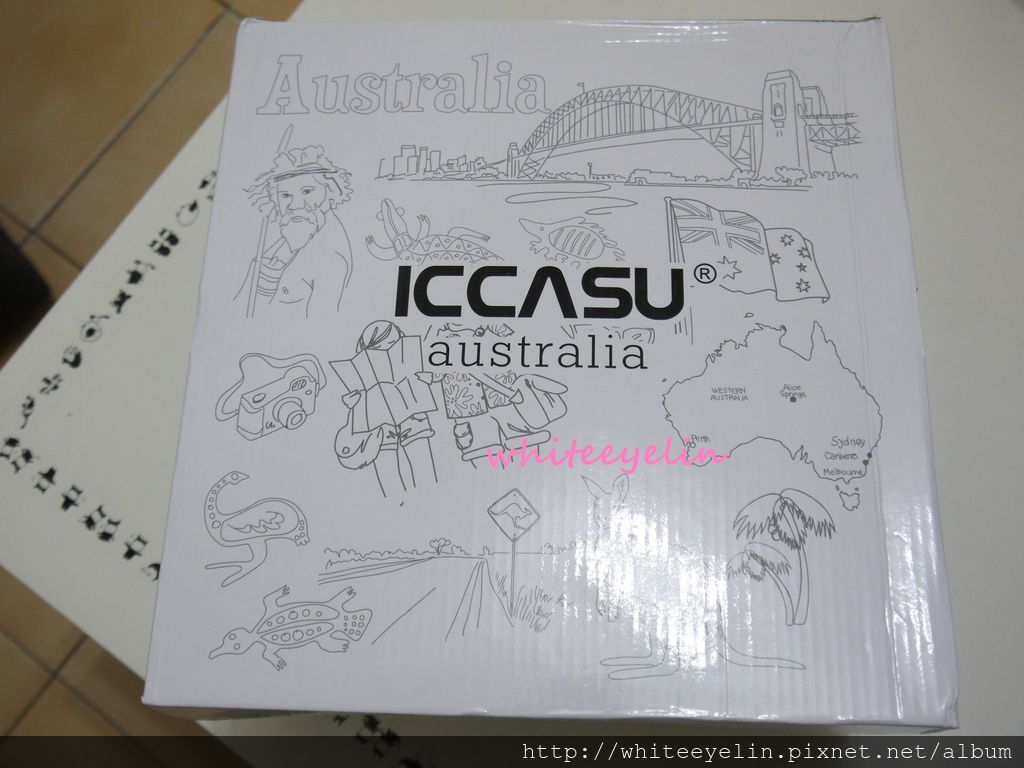 Australia
ICCASU®
australia
WESTERN
AUSTRALIA
Alice
Springs
Perth
Sydney
Canberra
Melbourne
whiteeyelin
http://whiteeyelin.pixnet.net/album